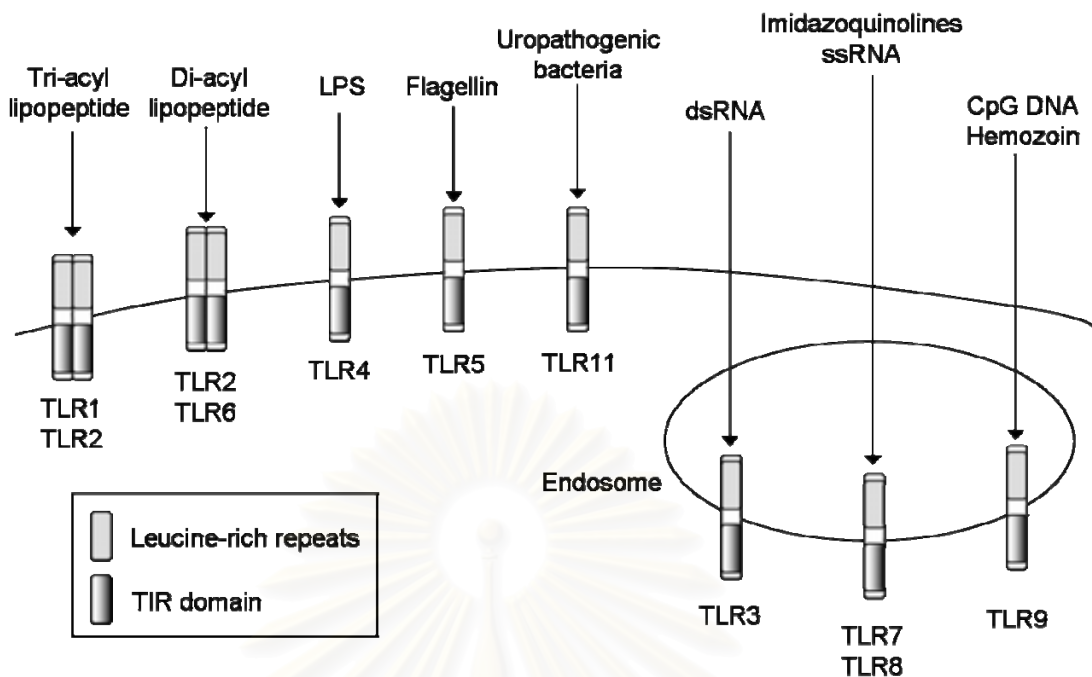 Tri-acyl
lipopeptide
Di-acyl
lipopeptide
LPS
Flagellin
Uropathogenic
bacteria
dsRNA
Imidazoquinolines
ssRNA
CpG DNA
Hemozoin
TLR1
TLR2
TLR2
TLR6
TLR4
TLR5
TLR11
Endosome
TLR3
TLR7
TLR8
TLR9
Leucine-rich repeats
TIR domain